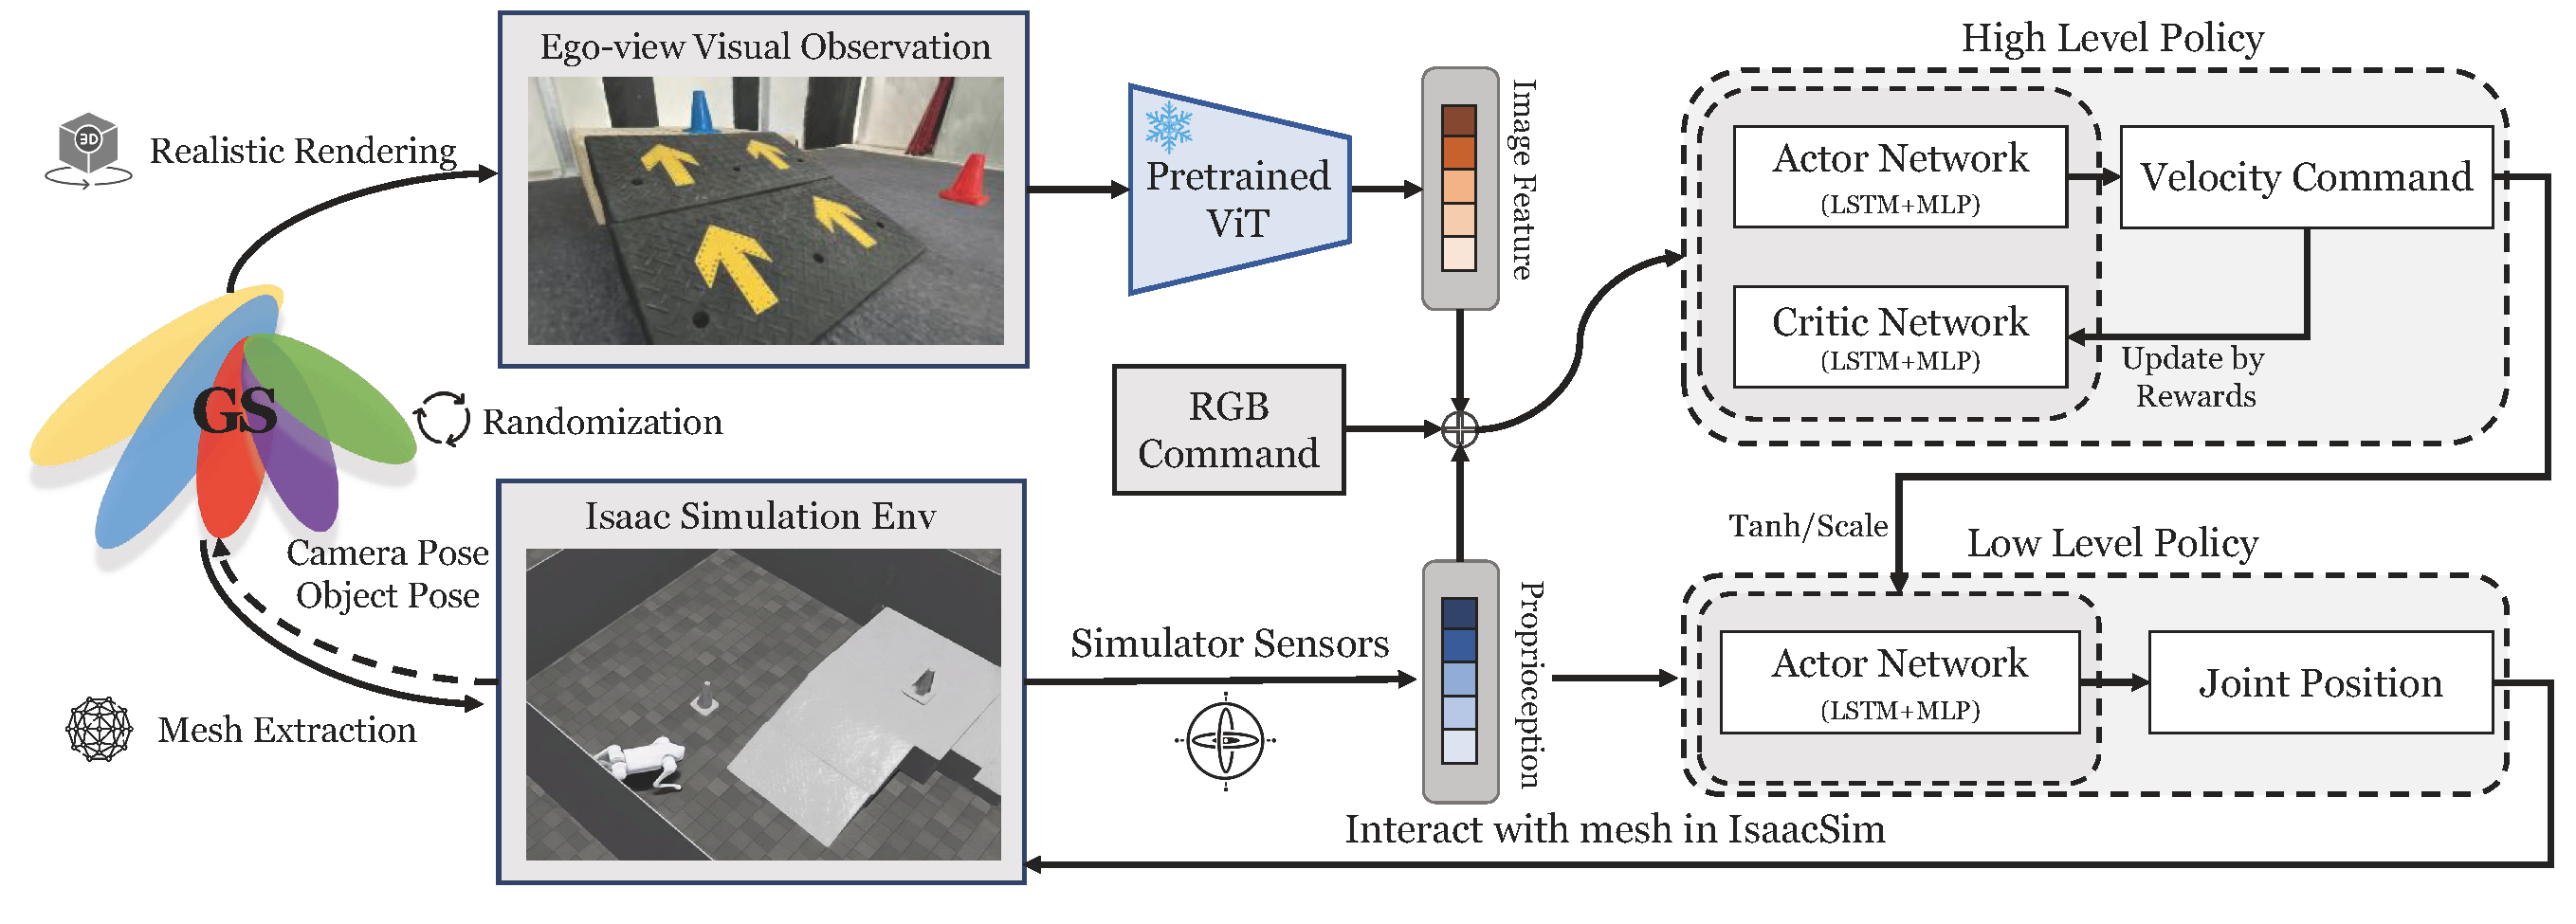 Ego-view Visual Observation
3D
Realistic Rendering
Pretrained
ViT
Image Feature
High Level Policy
Actor Network
(LSTM+MLP)
Velocity Command
Critic Network
(LSTM+MLP)
Update by
Rewards
GS
Randomization
RGB
Command
Isaac Simulation Env
Camera Pose
Object Pose
Mesh Extraction
Simulator Sensors
Proprioception
Tanh/Scale
Low Level Policy
Actor Network
(LSTM+MLP)
Joint Position
Interact with mesh in IsaacSim